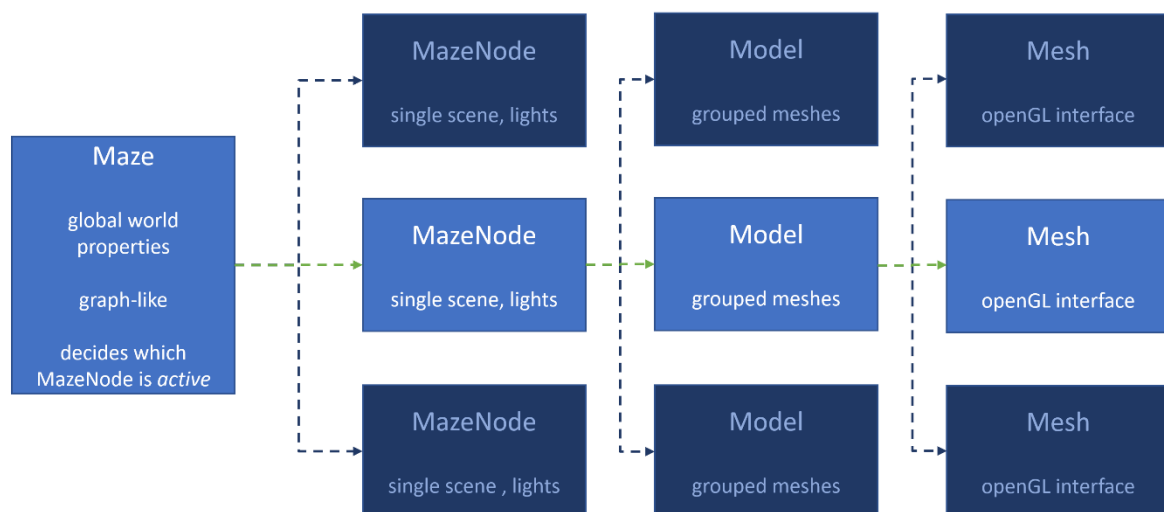 Maze
global world
properties
graph-like
decides which
MazeNode is active
MazeNode
single scene, lights
MazeNode
single scene, lights
MazeNode
single scene , lights
Model
grouped meshes
Model
grouped meshes
Model
grouped meshes
Mesh
openGL interface
Mesh
openGL interface
Mesh
openGL interface